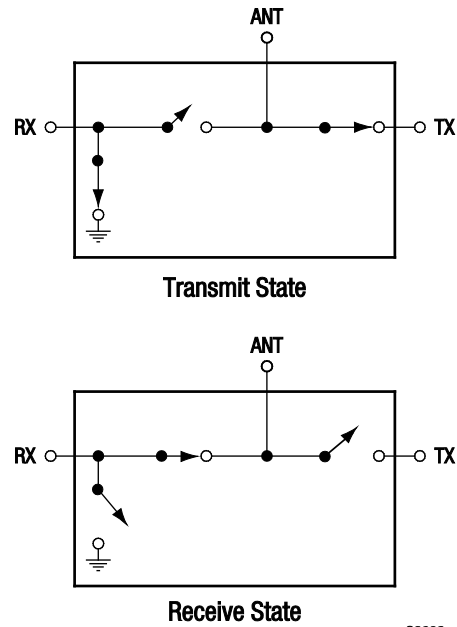 ANT
RX
TX
Transmit State
ANT
RX
TX
Receive State